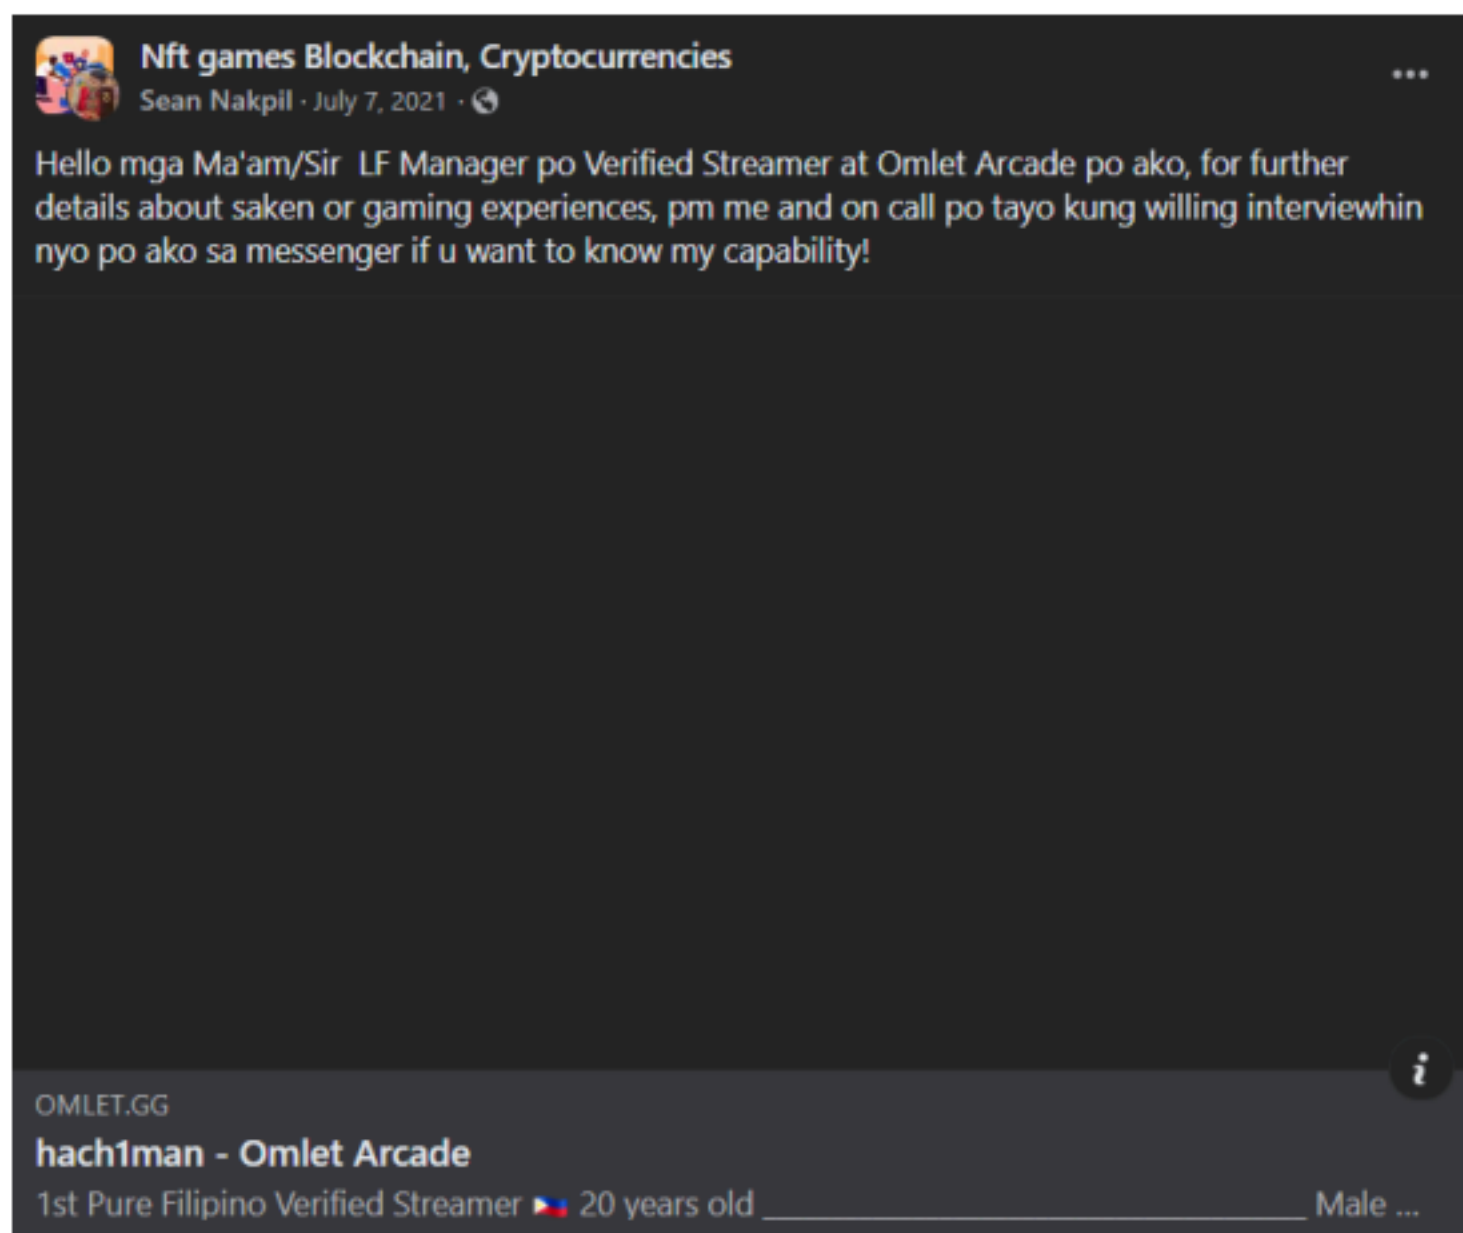 Nft games Blockchain, Cryptocurrencies
Sean Nakpil · July 7, 2021 ·
Hello mga Ma'am/Sir  LF Manager po Verified Streamer at Omlet Arcade po ako, for further
details about saken or gaming experiences, pm me and on call po tayo kung willing interviewhin
nyo po ako sa messenger if u want to know my capability!
OMLET.GG
hach1man - Omlet Arcade
1st Pure Filipino Verified Streamer 🇵🇭 20 years old ________________________________ Male ...